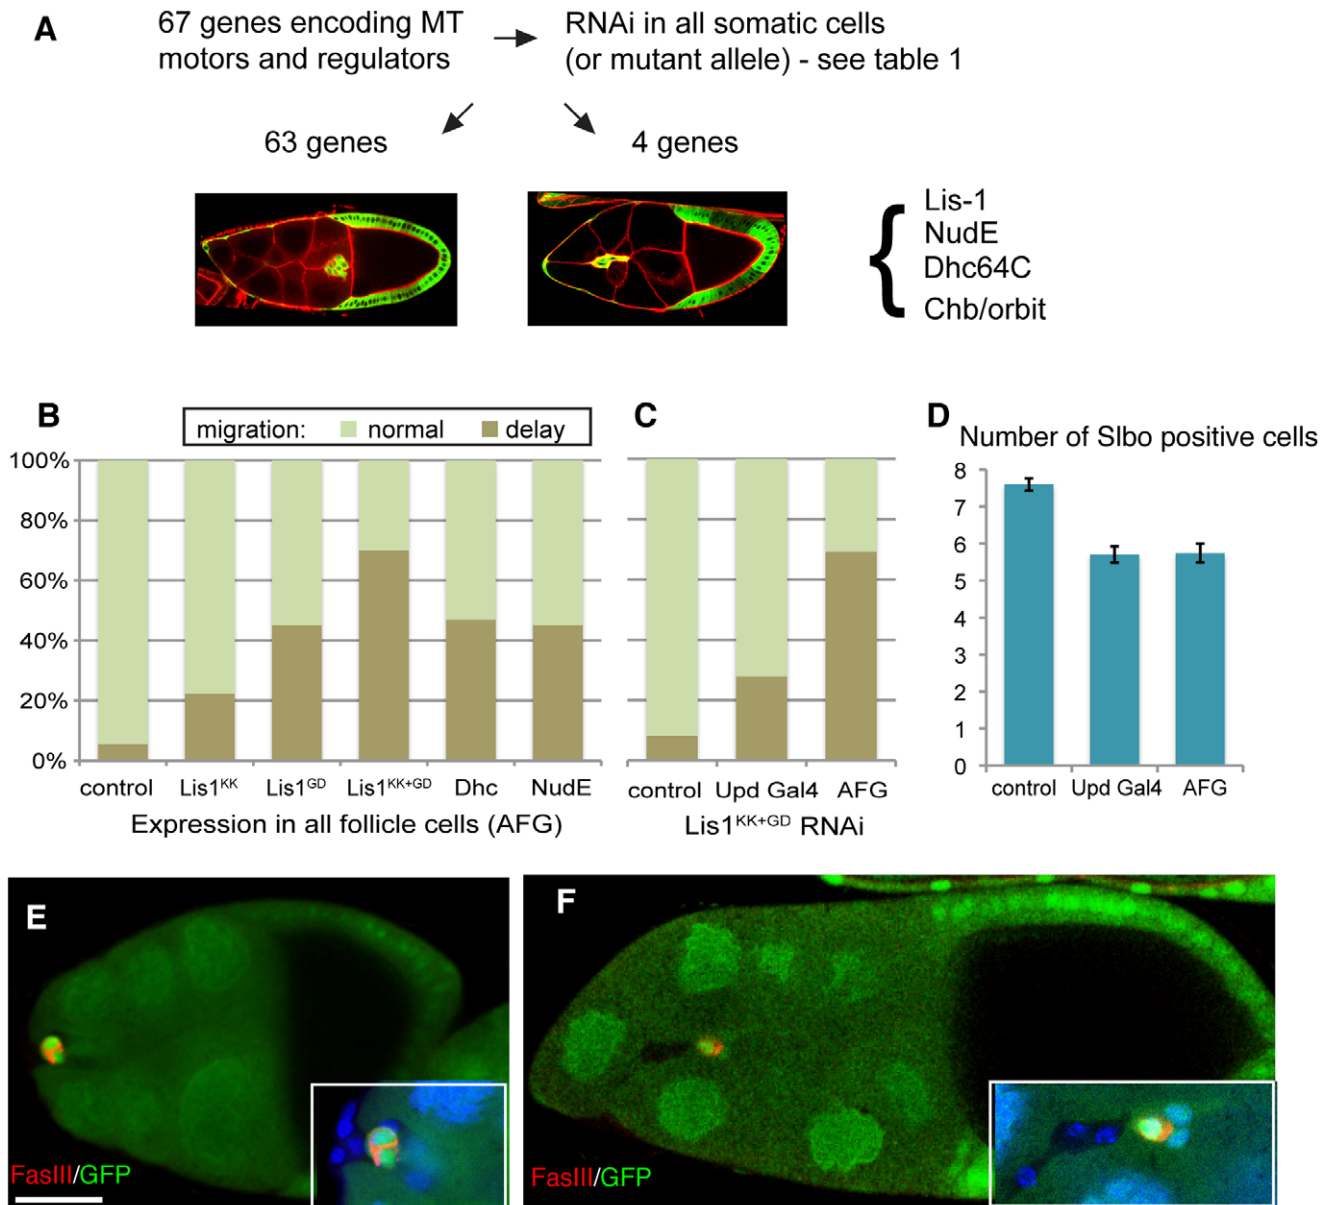 A
67 genes encoding MT
motors and regulators
RNAi in all somatic cells
(or mutant allele) - see table 1
63 genes
4 genes
Lis-1
NudE
Dhc64C
Chb/orbit
B
migration: normal delay
100%
80%
60%
40%
20%
0%
control Lis1KK Lis1GD Lis1KK+GD Dhc NudE
Expression in all follicle cells (AFG)
C
control Upd Gal4 AFG
Lis1KK+GD RNAi
D
Number of Slbo positive cells
8
7
6
5
4
3
2
1
0
control Upd Gal4 AFG
E
FasIII/GFP
F
FasIII/GFP